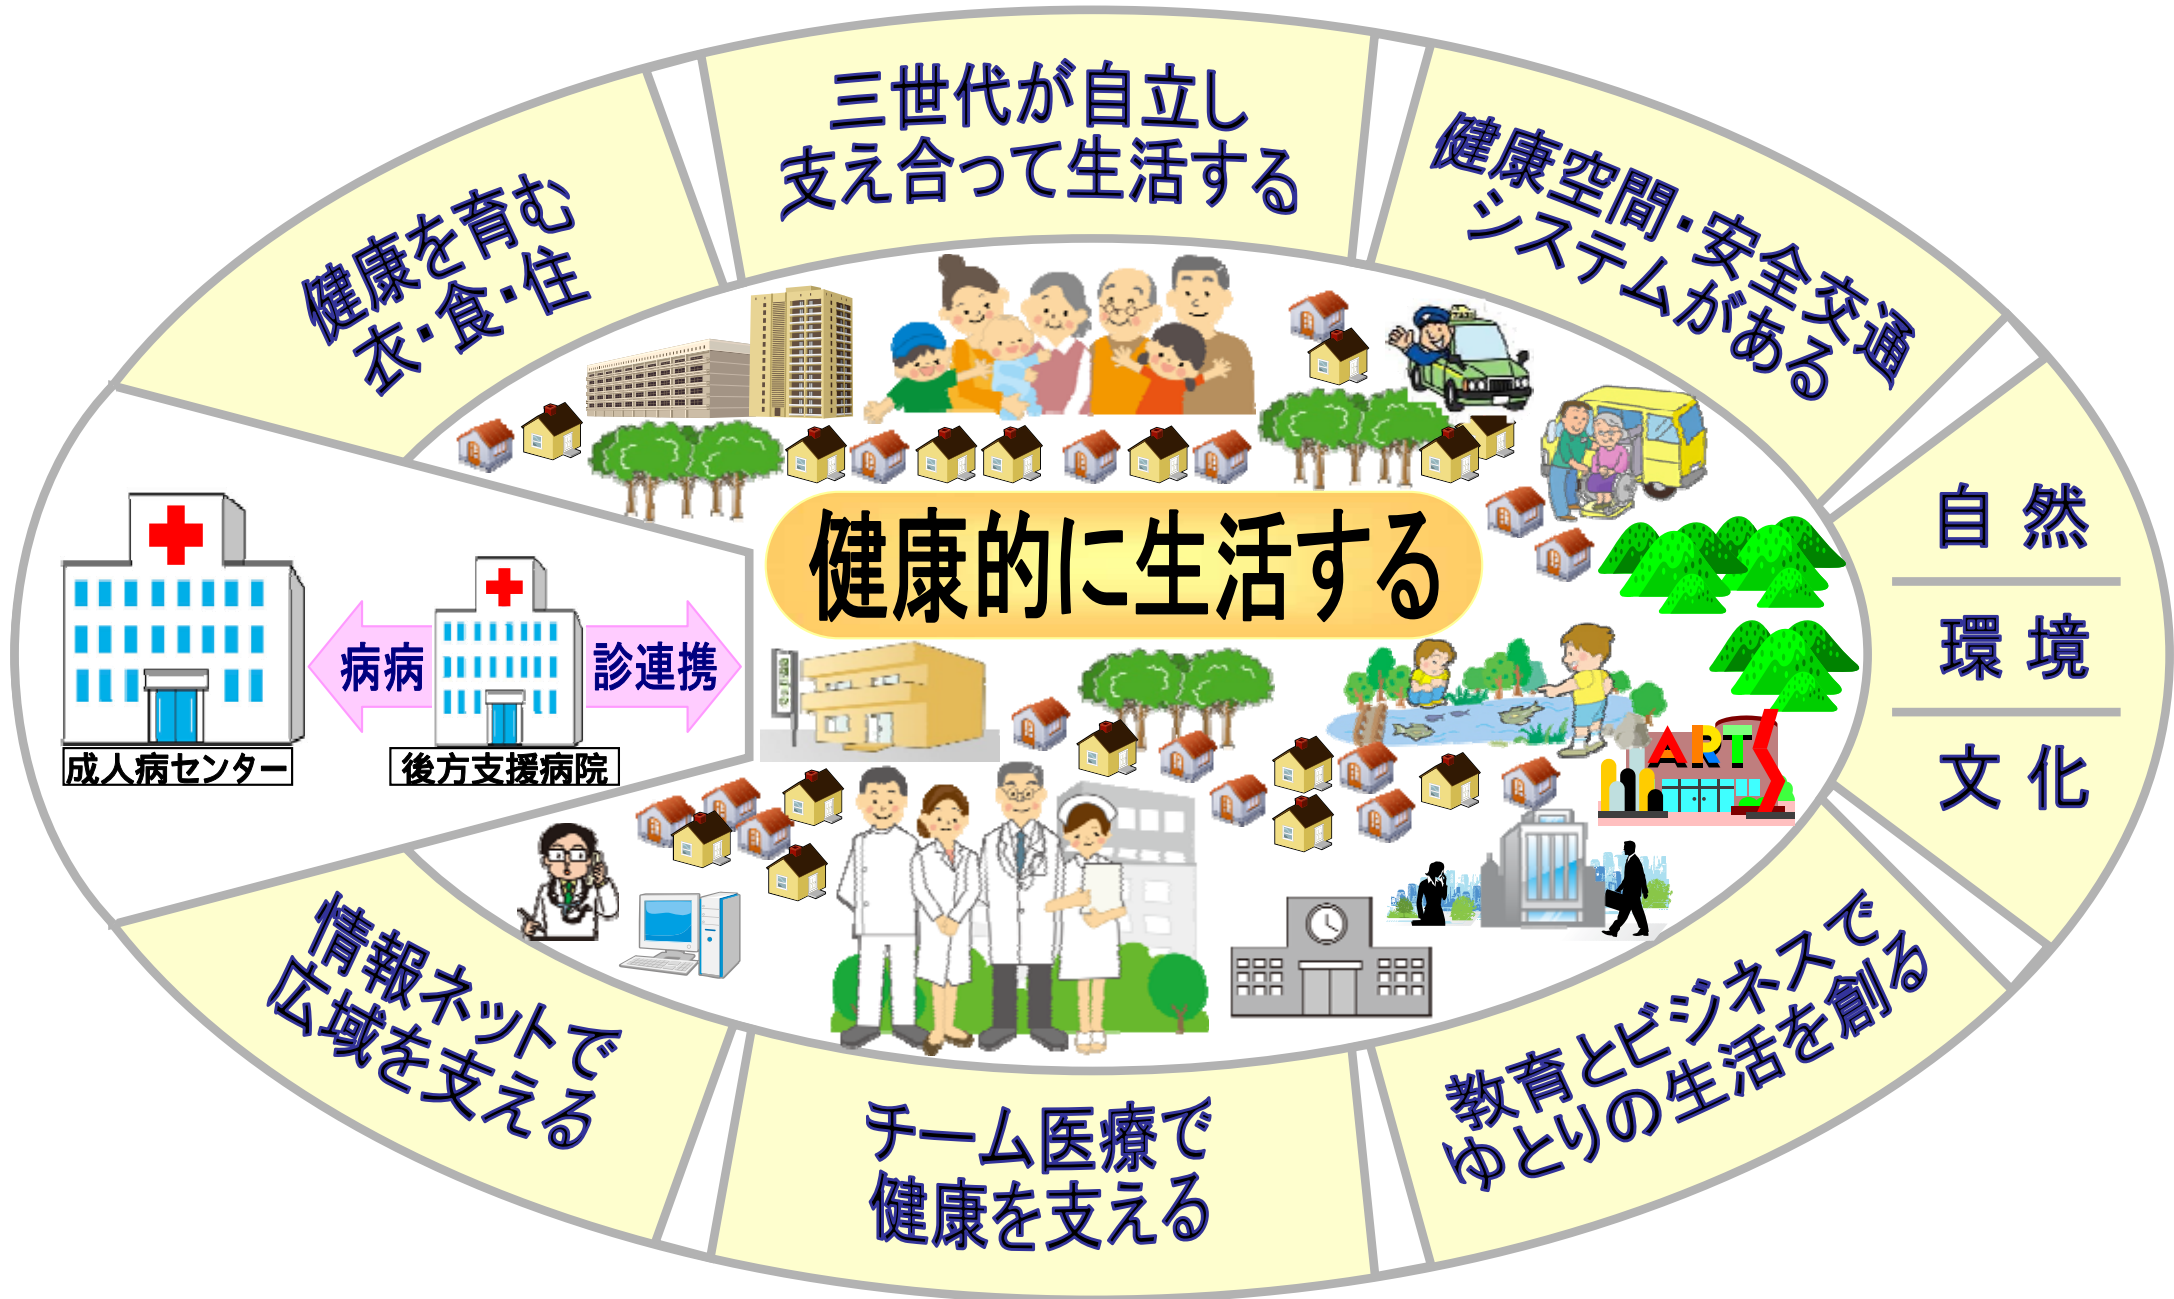 三世代が自立し
支え合って生活する
健康を育む
衣・食・住
健康空間・安全交通
システムがある
自然
環境
文化
健康的に生活する
病病
診連携
成人病センター
後方支援病院
ART
情報ネットで
広域を支える
チーム医療で
健康を支える
教育とビジネスで
ゆとりの生活を創る